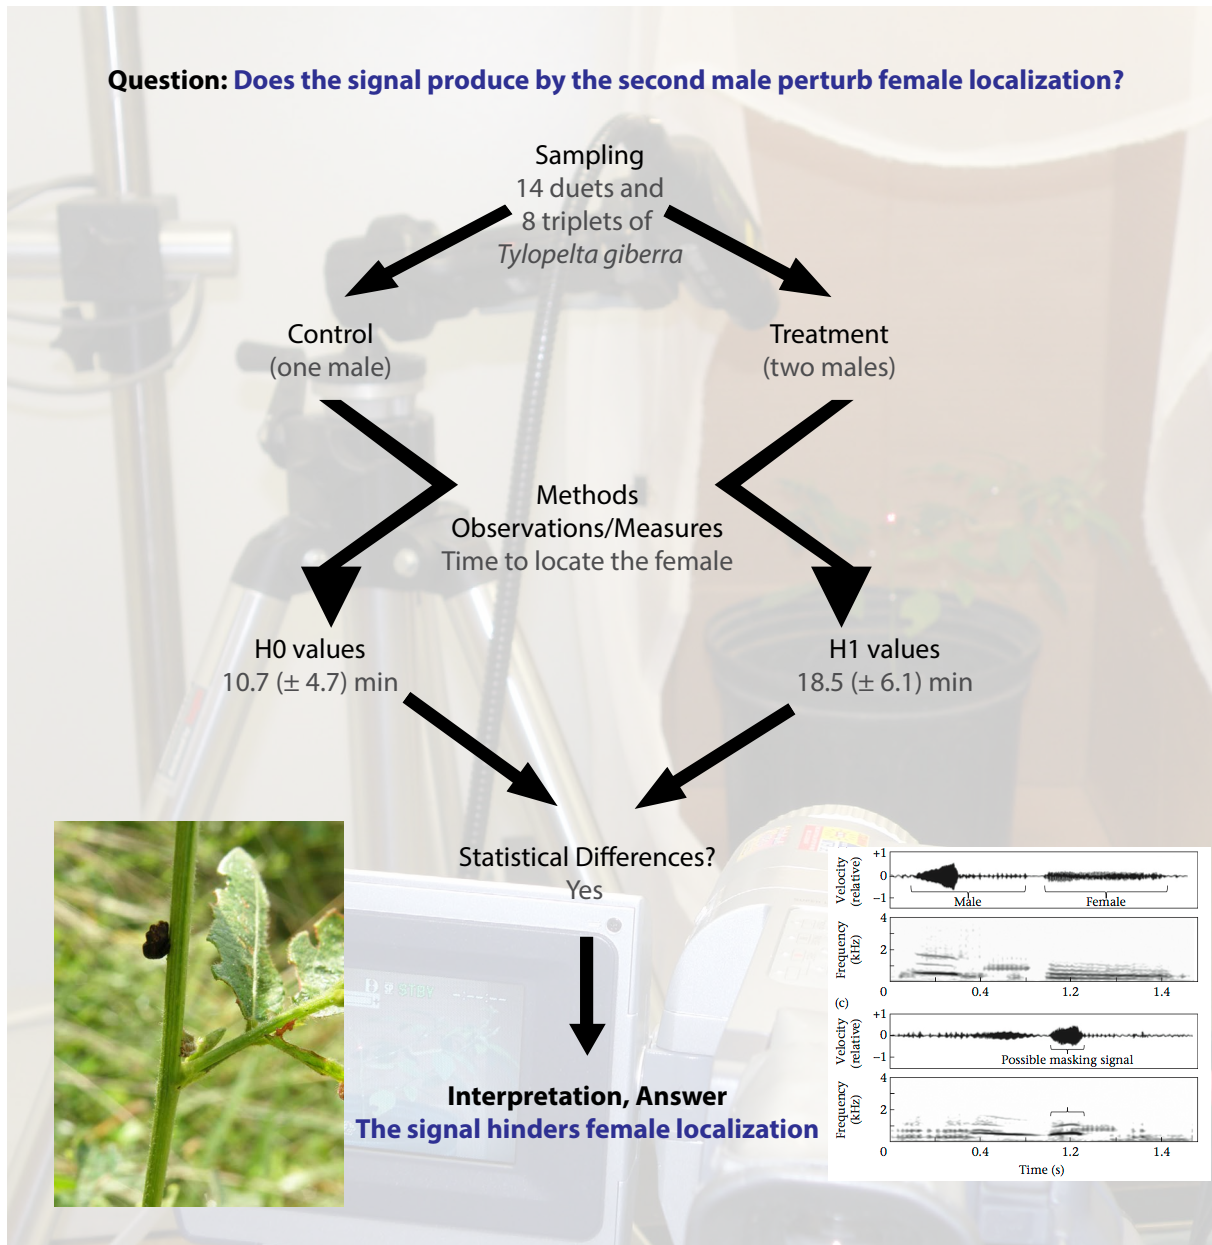 Question: Does the signal produce by the second male perturb female localization?
Sampling
14 duets and
8 triplets of
Tylopelta giberra
Control
(one male)
Treatment
(two males)
Methods
Observations/Measures
Time to locate the female
H0 values
10.7 (± 4.7) min
H1 values
18.5 (± 6.1) min
Statistical Differences?
Yes
Interpretation, Answer
The signal hinders female localization
Velocity
(relative)
+1
0
−1
Male
Female
Frequency
(kHz)
4
2
0
0.4
1.2
1.4
(c)
Velocity
(relative)
+1
0
−1
Possible masking signal
Frequency
(kHz)
4
2
0
0.4
1.2
1.4
Time (s)